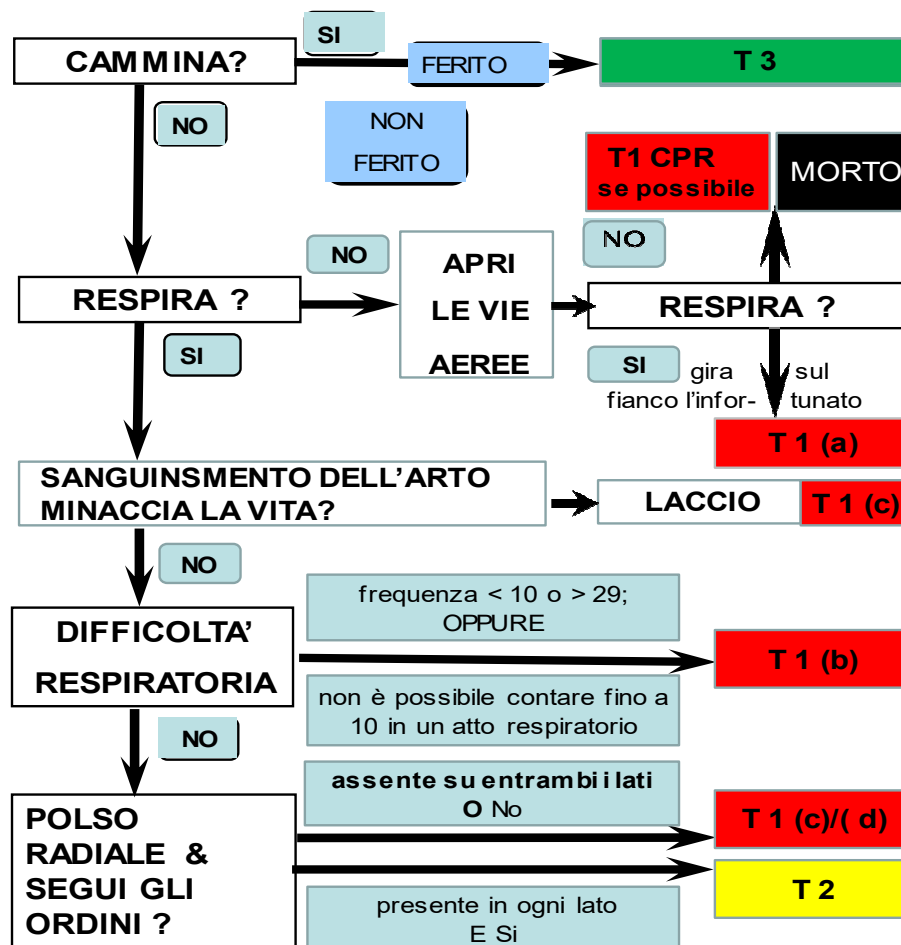 SI
CAMMINA?
FERITO
T 3
NO
NON
FERITO
T1 CPR
se possibile
MORTO
NO
NO
APRI
LE VIE
AEREE
RESPIRA ?
RESPIRA ?
SI
SI
gira sul
fianco l'infor- tunato
T 1 (a)
SANGUINSMENTO DELL'ARTO
MINACCIA LA VITA?
LACCIO
T 1 (c)
NO
frequenza < 10 o > 29;
OPPURE
DIFFICOLTA'
RESPIRATORIA
T 1 (b)
non è possibile contare fino a
10 in un atto respiratorio
NO
assente su entrambi i lati
O No
POLSO
RADIALE &
SEGUI GLI
ORDINI ?
T 1 (c)/( d)
T 2
presente in ogni lato
E Si